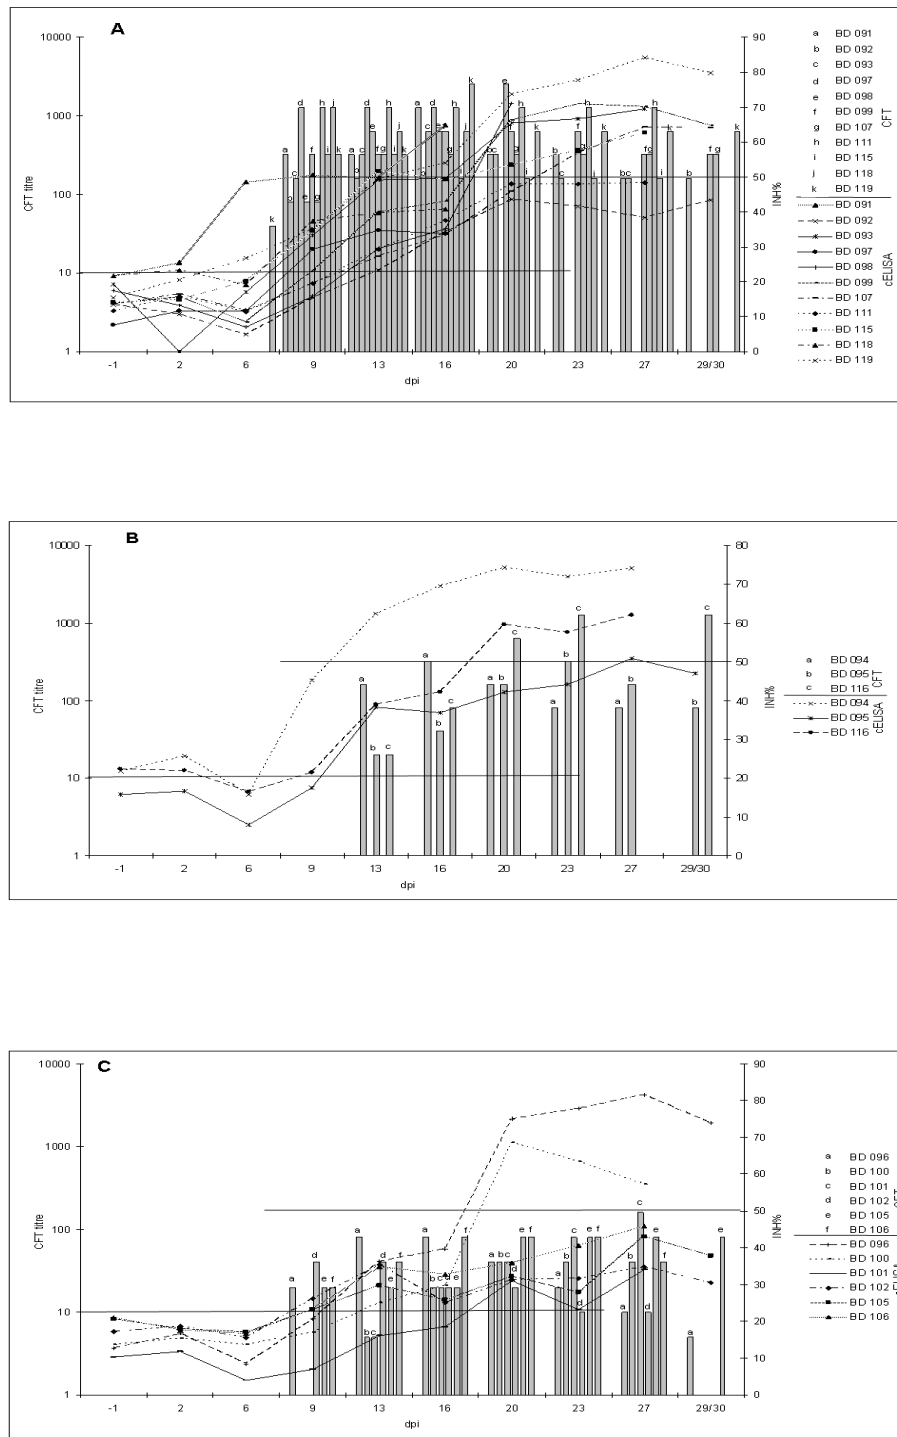 A
10000
1000
100
10
1
CFT titre
90
80
70
60
50
40
30
20
10
0
INH%
-1 2 6 9 13 16 20 23 27 29/30
dpi
a BD 091
b BD 092
c BD 093
d BD 097
e BD 098
f BD 099
g BD 107
h BD 111
i BD 115
j BD 118
k BD 119
CFT
BD 091
BD 092
BD 093
BD 097
BD 098
BD 099
BD 107
BD 111
BD 115
BD 118
BD 119
cELISA
B
10000
1000
100
10
1
CFT titre
80
70
60
50
40
30
20
10
0
INH%
-1 2 6 9 13 16 20 23 27 29/30
dpi
a BD 094
b BD 095
c BD 116
CFT
BD 094
BD 095
BD 116
cELISA
C
10000
1000
100
10
1
CFT titre
90
80
70
60
50
40
30
20
10
0
INH%
-1 2 6 9 13 16 20 23 27 29/30
dpi
a BD 096
b BD 100
c BD 101
d BD 102
e BD 105
f BD 106
CFT
BD 096
BD 100
BD 101
BD 102
BD 105
BD 106
cELISA